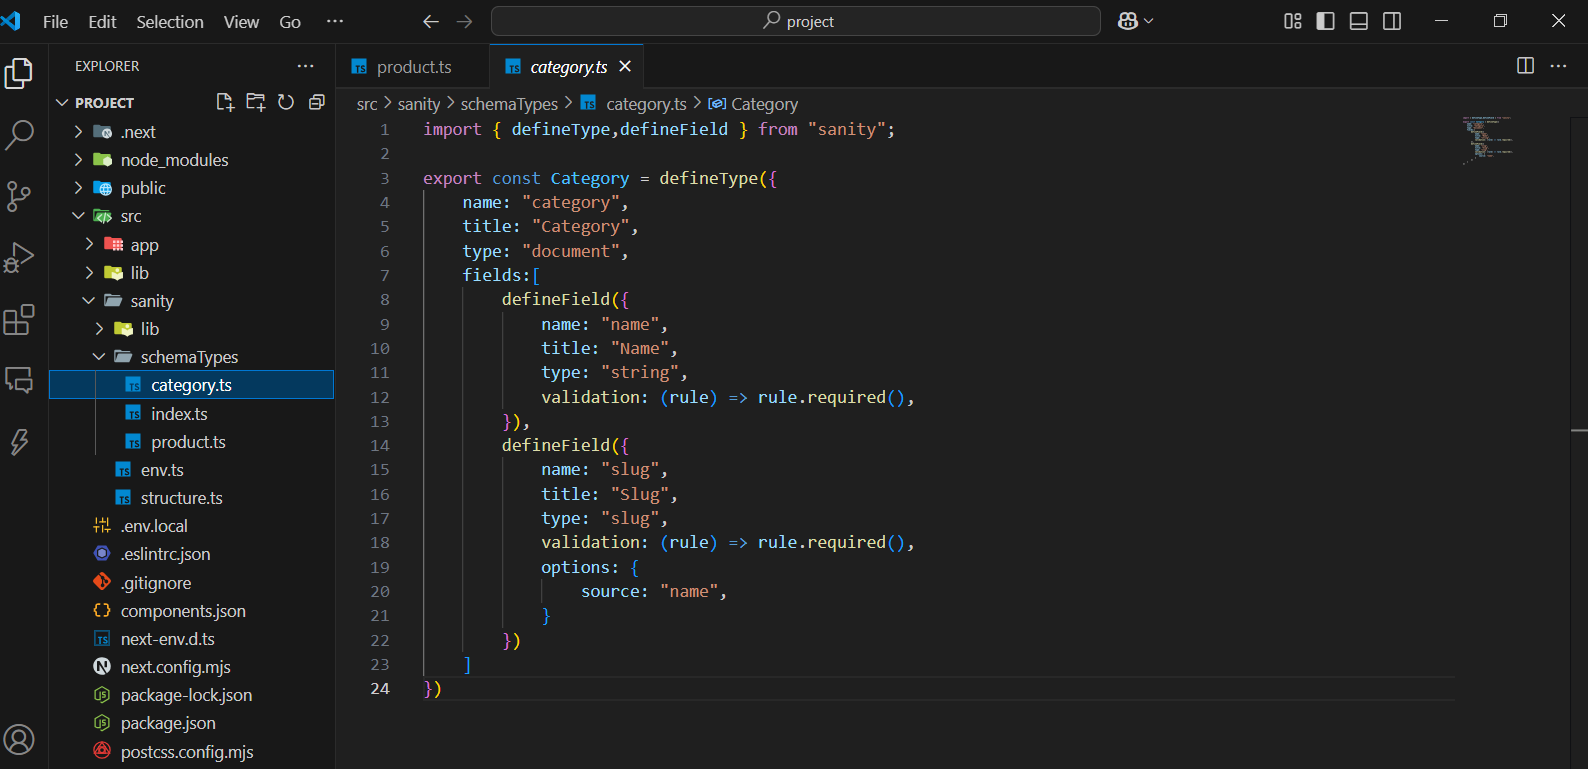 File Edit Selection View Go ··· project
EXPLORER ···
PROJECT
.next
node_modules
public
src
app
lib
sanity
lib
schemaTypes
category.ts
index.ts
product.ts
env.ts
structure.ts
.env.local
.eslintrc.json
.gitignore
components.json
next-env.d.ts
next.config.mjs
package-lock.json
package.json
postcss.config.mjs
product.ts category.ts
src > sanity > schemaTypes > category.ts > Category
1 import { defineType,defineField } from "sanity";
2
3 export const Category = defineType({
4 name: "category",
5 title: "Category",
6 type: "document",
7 fields:[
8 defineField({
9 name: "name",
10 title: "Name",
11 type: "string",
12 validation: (rule) => rule.required(),
13 }),
14 defineField({
15 name: "slug",
16 title: "Slug",
17 type: "slug",
18 validation: (rule) => rule.required(),
19 options: {
20 source: "name",
21 }
22 })
23 ]
24 })